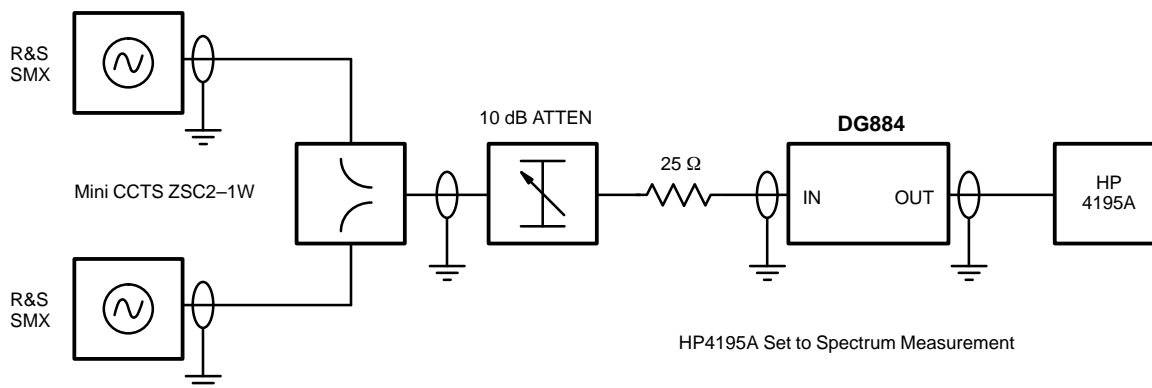 R&S
SMX
10 dB ATTEN
DG884
25 Ω
Mini CCTS ZSC2–1W
IN
OUT
HP
4195A
R&S
SMX
HP4195A Set to Spectrum Measurement